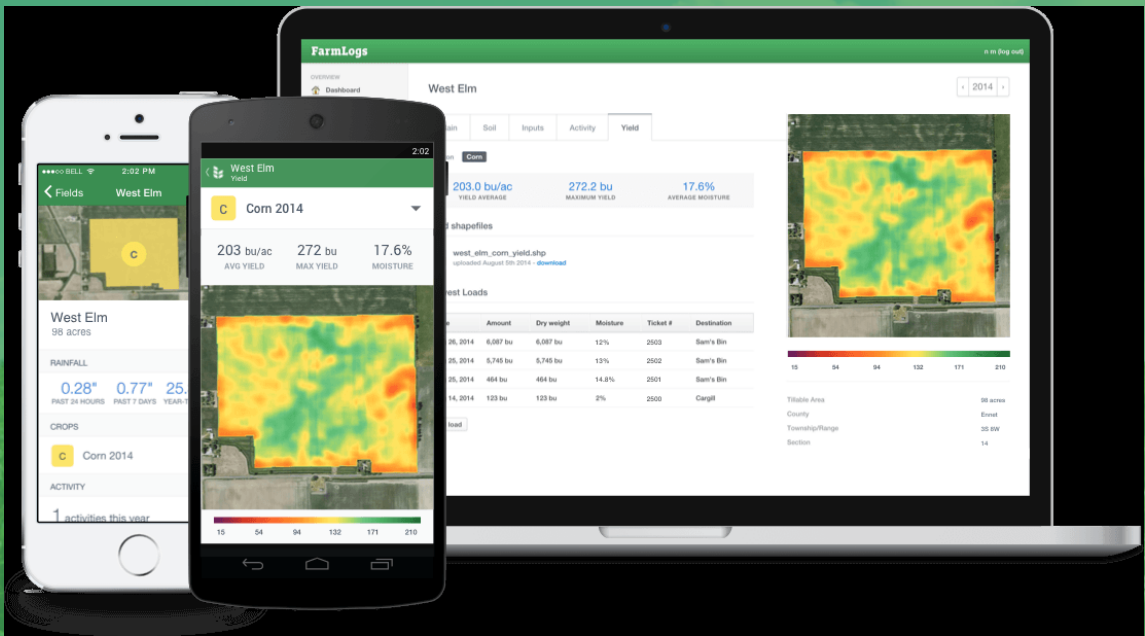 FarmLogs
n m (log out)
OVERVIEW
Dashboard
West Elm
2014
Soil
Inputs
Activity
Yield
Corn
203.0 bu/ac
272.2 bu
17.6%
YIELD AVERAGE
MAXIMUM YIELD
AVERAGE MOISTURE
shapefiles
west_elm_corn_yield.shp
uploaded August 5th 2014 - download
Loads
Amount Dry weight Moisture Ticket # Destination
26, 2014 6,087 bu 6,087 bu 12% 2503 Sam's Bin
25, 2014 5,745 bu 5,745 bu 13% 2502 Sam's Bin
25, 2014 464 bu 464 bu 14.8% 2501 Sam's Bin
14, 2014 123 bu 123 bu 2% 2500 Cargill
load
15 54 94 132 171 210
Tillable Area 98 acres
County Emmet
Township/Range 3S 8W
Section 14
BELL 2:02 PM
Fields West Elm
C
West Elm
98 acres
RAINFALL
0.28" 0.77" 25.
PAST 24 HOURS PAST 7 DAYS YEAR-T
CROPS
C Corn 2014
ACTIVITY
1 activities this year
2:02
West Elm
Yield
C Corn 2014
203 bu/ac 272 bu 17.6%
AVG YIELD MAX YIELD MOISTURE
15 54 94 132 171 210